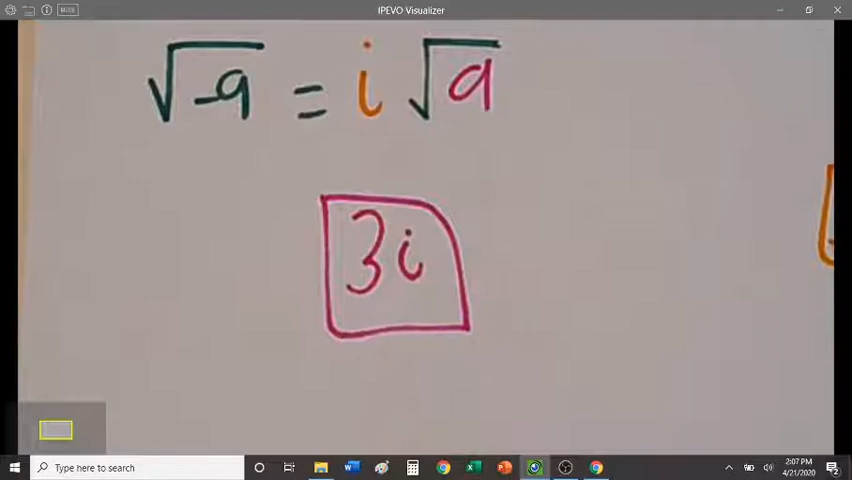 IPEVO Visualizer
√-9 = i √9
3i
Type here to search
2:07 PM
4/21/2020